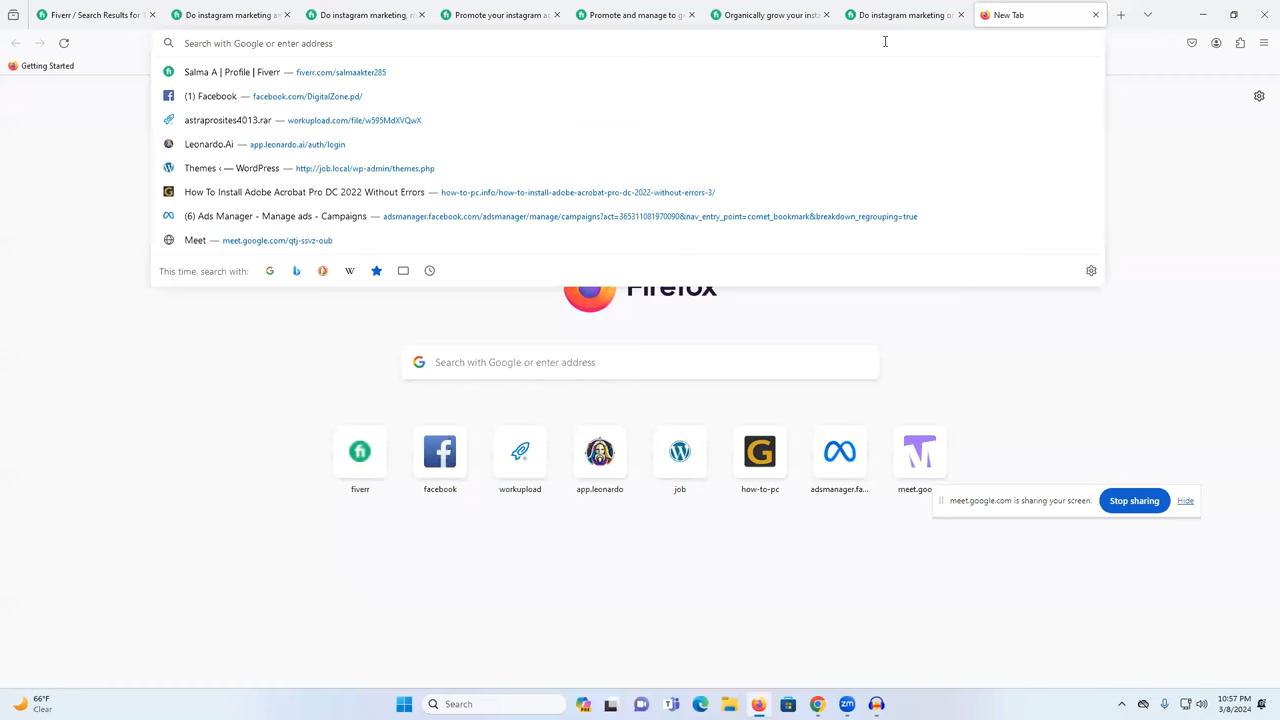 Fiverr / Search Results for '
Do instagram marketing,
Do instagram marketing, m
Promote your instagram as
Promote and manage to g
Organically grow your insta
Do instagram marketing or
New Tab
Search with Google or enter address
Getting Started
Salma A | Profile | Fiverr — fiverr.com/salmaakter285
(1) Facebook — facebook.com/DigitalZone.pd/
astraprosites4013.rar — workupload.com/file/w595MdXVQwX
Leonardo.Ai — app.leonardo.ai/auth/login
Themes ‹ — WordPress — http://job.local/wp-admin/themes.php
How To Install Adobe Acrobat Pro DC 2022 Without Errors — how-to-pc.info/how-to-install-adobe-acrobat-pro-dc-2022-without-errors-3/
(6) Ads Manager - Manage ads - Campaigns — adsmanager.facebook.com/adsmanager/manage/campaigns?act=365311081970090&nav_entry_point=comet_bookmark&breakdown_regrouping=true
Meet — meet.google.com/qtj-ssvz-oub
This time, search with:
Firefox
Search with Google or enter address
fiverr
facebook
workupload
app.leonardo
job
how-to-pc
adsmanager.fa...
meet.goo
meet.google.com is sharing your screen.
Stop sharing
Hide
66°F
Clear
Search
10:57 PM
3/8/2024